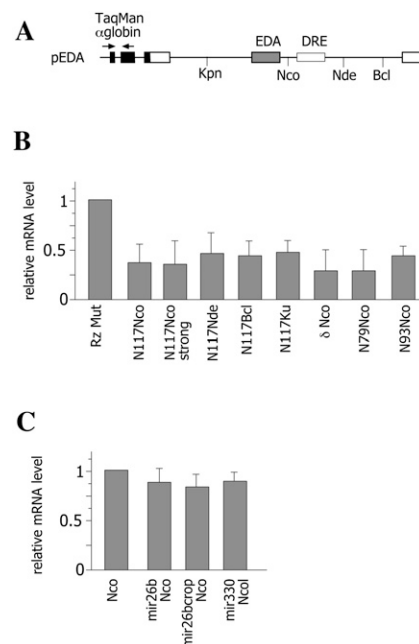 A
TaqMan
αglobin
pEDA
EDA
DRE
Kpn
Nco
Nde
Bcl
B
relative mRNA level
1
0.5
0
Rz Mut
N117Nco
N117Nco
strong
N117Nde
N117Bcl
N117Ku
δ Nco
N79Nco
N93Nco
C
relative mRNA level
1
0.5
Nco
mir26b
Nco
mir26bcrop
Nco
mir330
NcoI